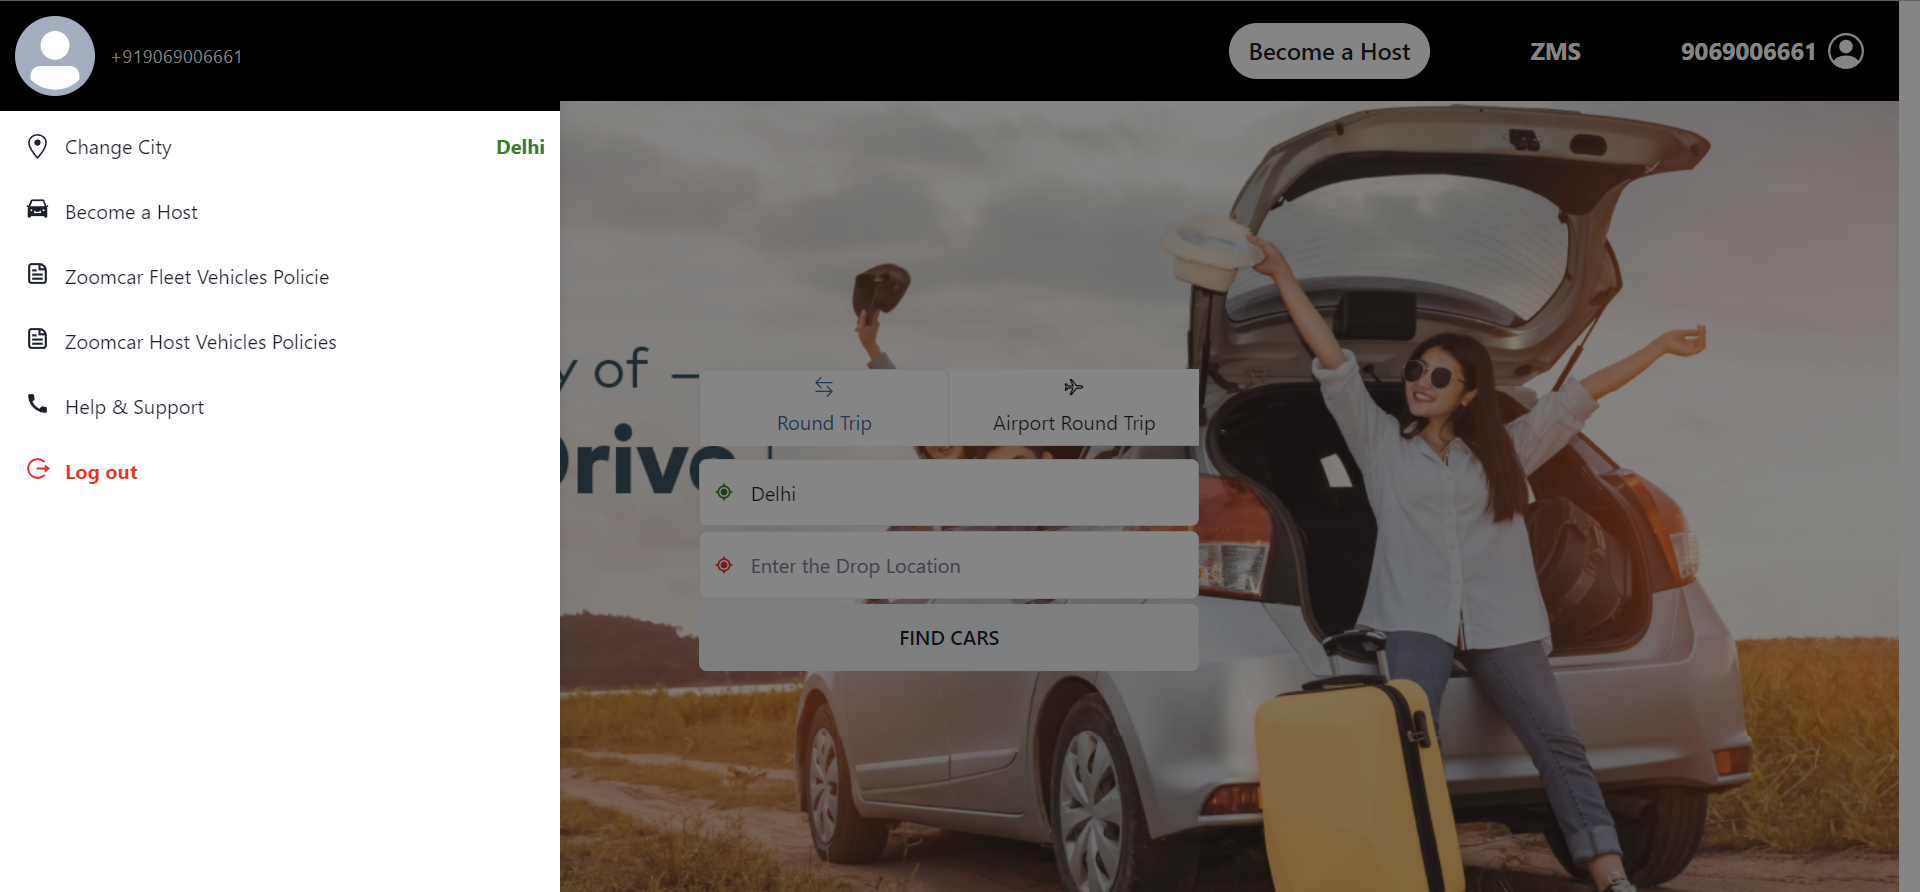 +919069006661
Become a Host
ZMS
9069006661
Change City
Delhi
Become a Host
Zoomcar Fleet Vehicles Policie
Zoomcar Host Vehicles Policies
Help & Support
Log out
y of —
Drive
Round Trip
Airport Round Trip
Delhi
Enter the Drop Location
FIND CARS